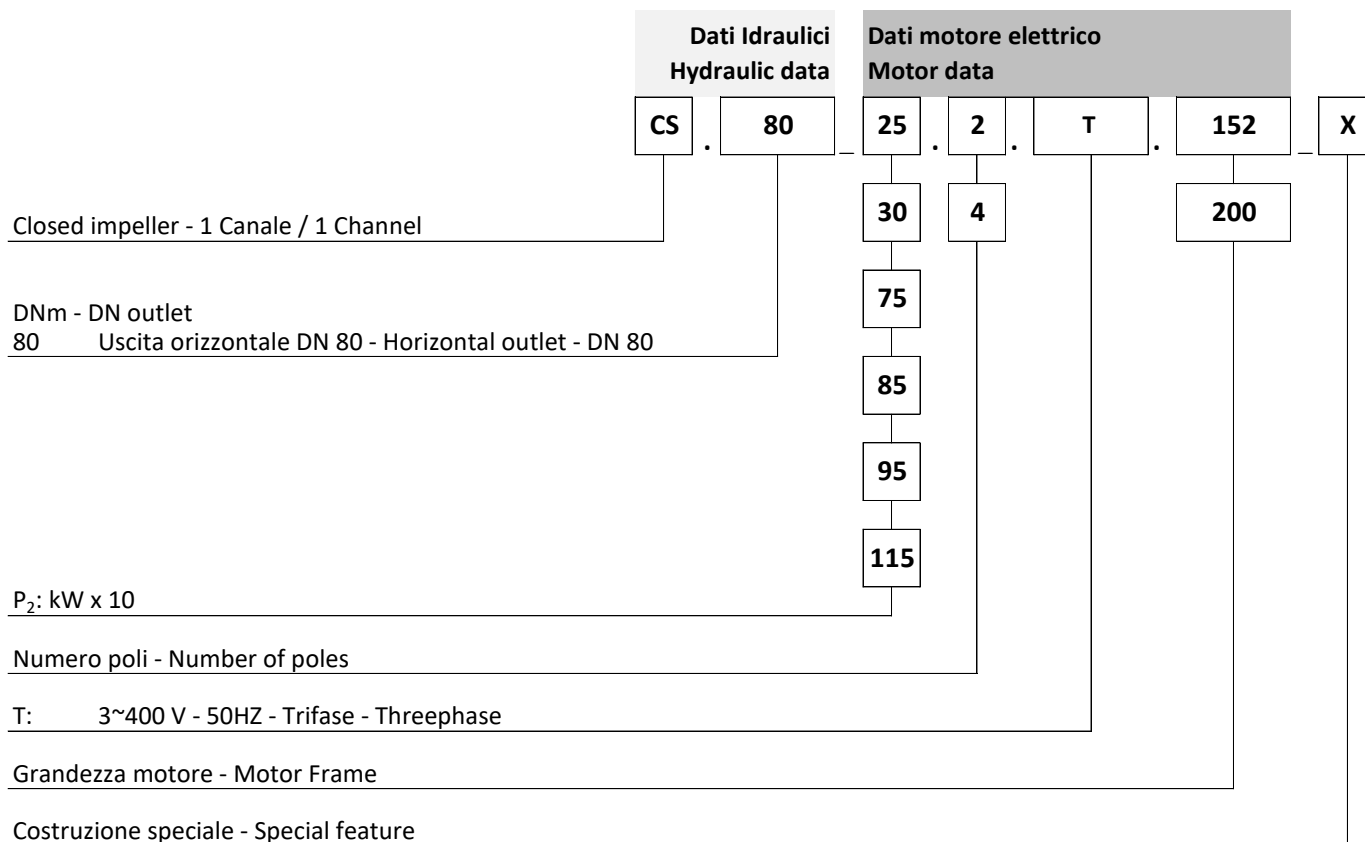 Dati Idraulici Dati motore elettrico
Hydraulic data Motor data
CS . 80 _ 25 . 2 . T . 152 _ X
30 4 200
Closed impeller - 1 Canale / 1 Channel
75
DNm - DN outlet
80 Uscita orizzontale DN 80 - Horizontal outlet - DN 80
85
95
115
P₂: kW x 10
Numero poli - Number of poles
T: 3~400 V - 50HZ - Trifase - Threephase
Grandezza motore - Motor Frame
Costruzione speciale - Special feature